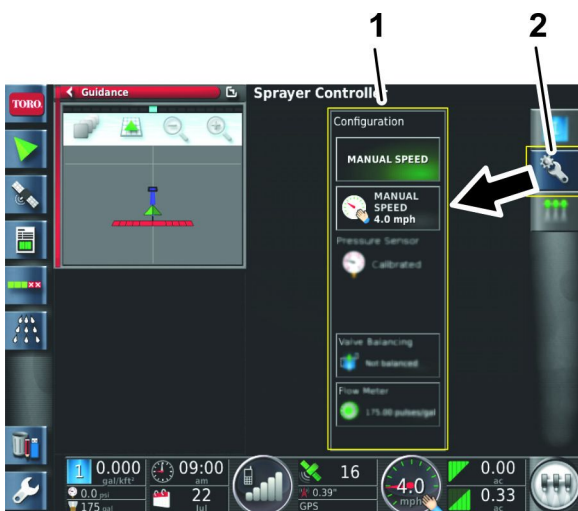 1
2
Guidance
Sprayer Controller
TORO.
Configuration
MANUAL SPEED
MANUAL
SPEED
4.0 mph
Pressure Sensor
Calibrated
Valve Balancing
Not balanced
Flow Meter
175.00 pulses/gal
1
0.000
gal/kft²
0.0 psi
175 gal
09:00
am
22
Jul
16
0.39"
GPS
4.0
mph
0.00
ac
0.33
ac